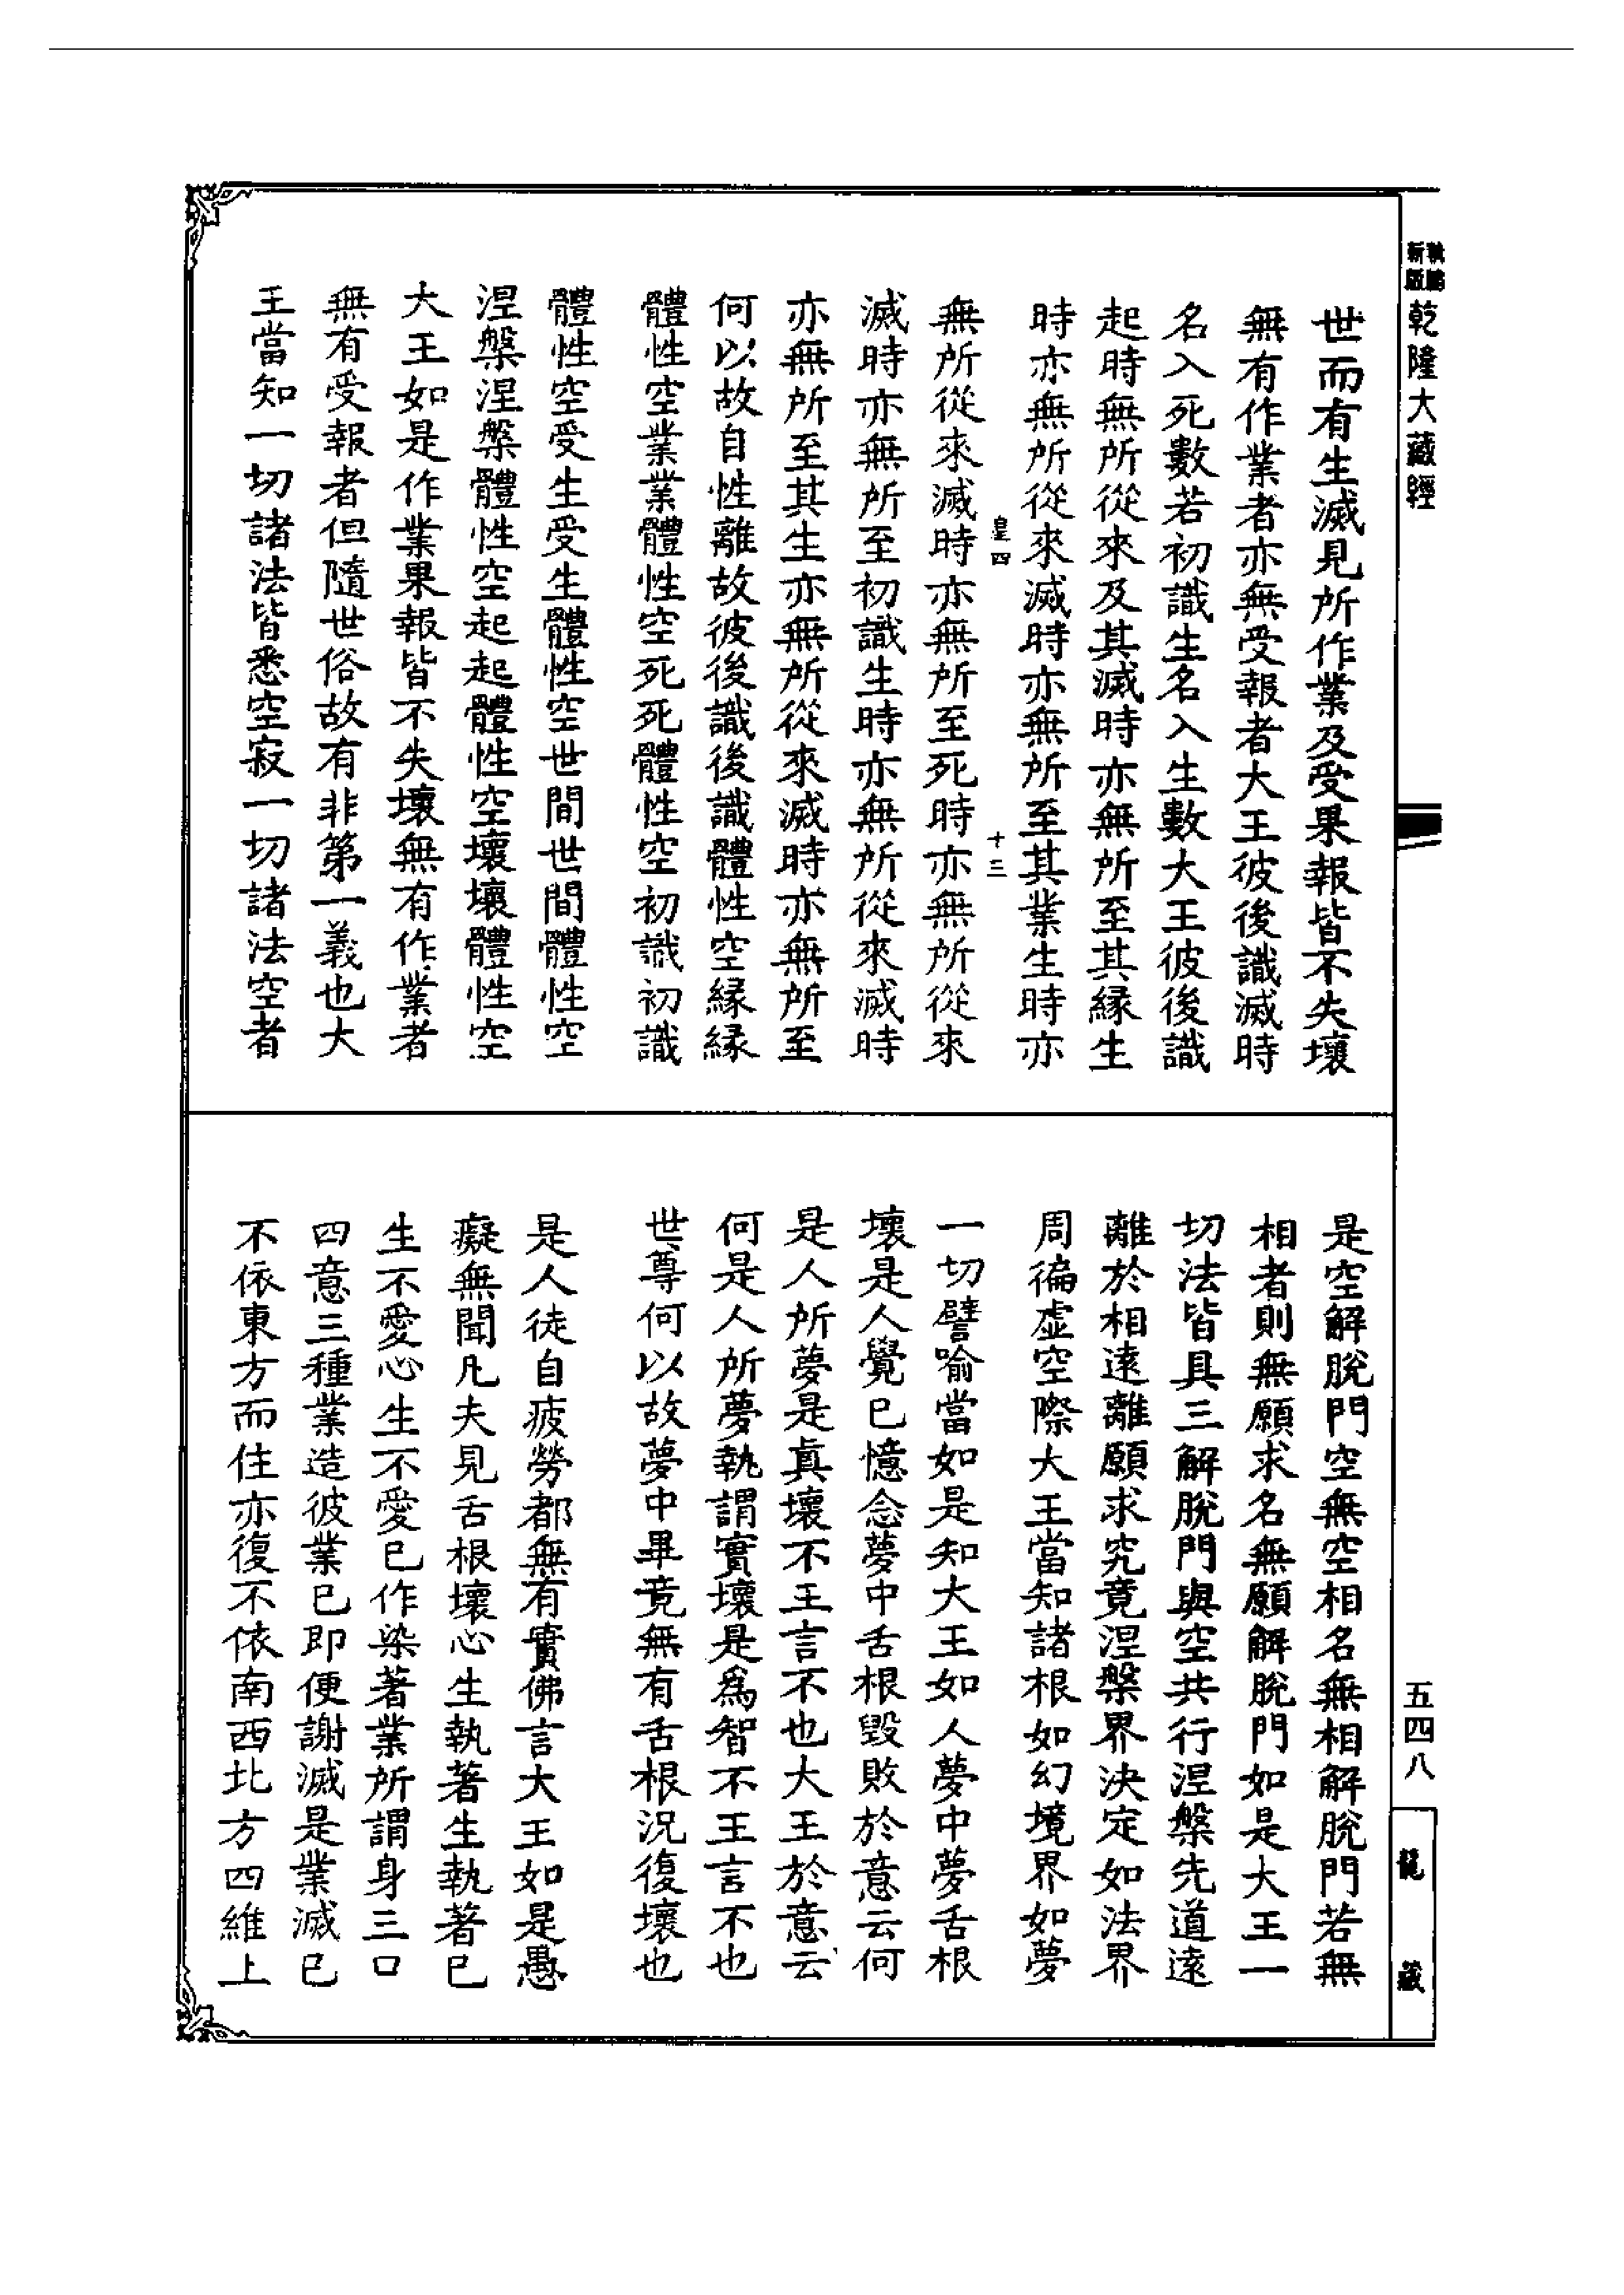 乾隆大藏經
世而有生滅見所作業及受果報皆不失壞
無有作業者亦無受報者大王彼後識滅時
名入死數若初識生名入生數大王彼後識
起時無所從來及其滅時亦無所至其緣生
時亦無所從來滅時亦無所至其業生時亦
皇四 十三
無所從來滅時亦無所至死時亦無所從來
滅時亦無所至初識生時亦無所從來滅時
亦無所至其生亦無所從來滅時亦無所至
何以故自性離故彼後識後識體性空緣緣
體性空業業體性空死死體性空初識初識
體性空受生受生體性空世間世間體性空
涅槃涅槃體性空起起體性空壞壞體性空
大王如是作業果報皆不失壞無有作業者
無有受報者但隨世俗故有非第一義也大
王當知一切諸法皆悉空寂一切諸法空者
是空解脫門空無空相名無相解脫門若無
相者則無願求名無願解脫門如是大王一
切法皆具三解脫門與空共行涅槃先道遠
離於相遠離願求究竟涅槃界決定如法界
周徧虛空際大王當知諸根如幻境界如夢
一切譬喻當如是知大王如人夢中夢舌根
壞是人覺已憶念夢中舌根毀敗於意云何
是人所夢是真壞不王言不也大王於意云
何是人所夢執謂實壞是為智不王言不也
世尊何以故夢中畢竟無有舌根況復壞也
是人徒自疲勞都無有實佛言大王如是愚
癡無聞凡夫見舌根壞心生執著生執著已
生不愛心生不愛已作染著業所謂身三口
四意三種業造彼業已即便謝滅是業滅已
不依東方而住亦復不依南西北方四維上
五四八
龍藏